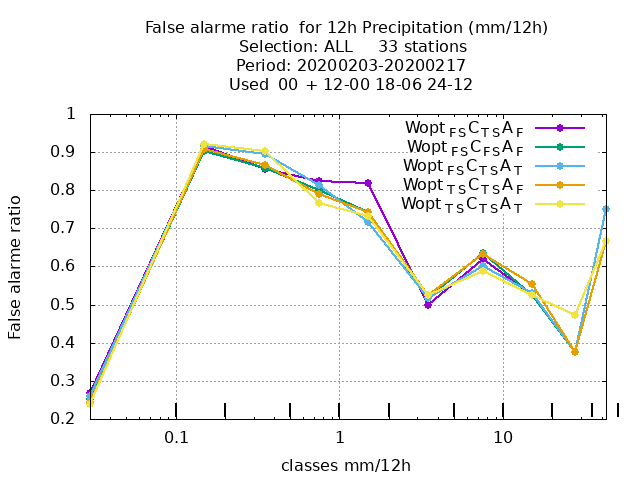 False alarme ratio  for 12h Precipitation (mm/12h)
Selection: ALL     33 stations
Period: 20200203-20200217
Used  00  + 12-00 18-06 24-12
False alarme ratio
1
0.9
0.8
0.7
0.6
0.5
0.4
0.3
0.2
Wopt FS C TS A F
Wopt FS C FS A F
Wopt FS C TS A T
Wopt TS C TS A F
Wopt TS C TS A T
0.1 1 10
classes mm/12h